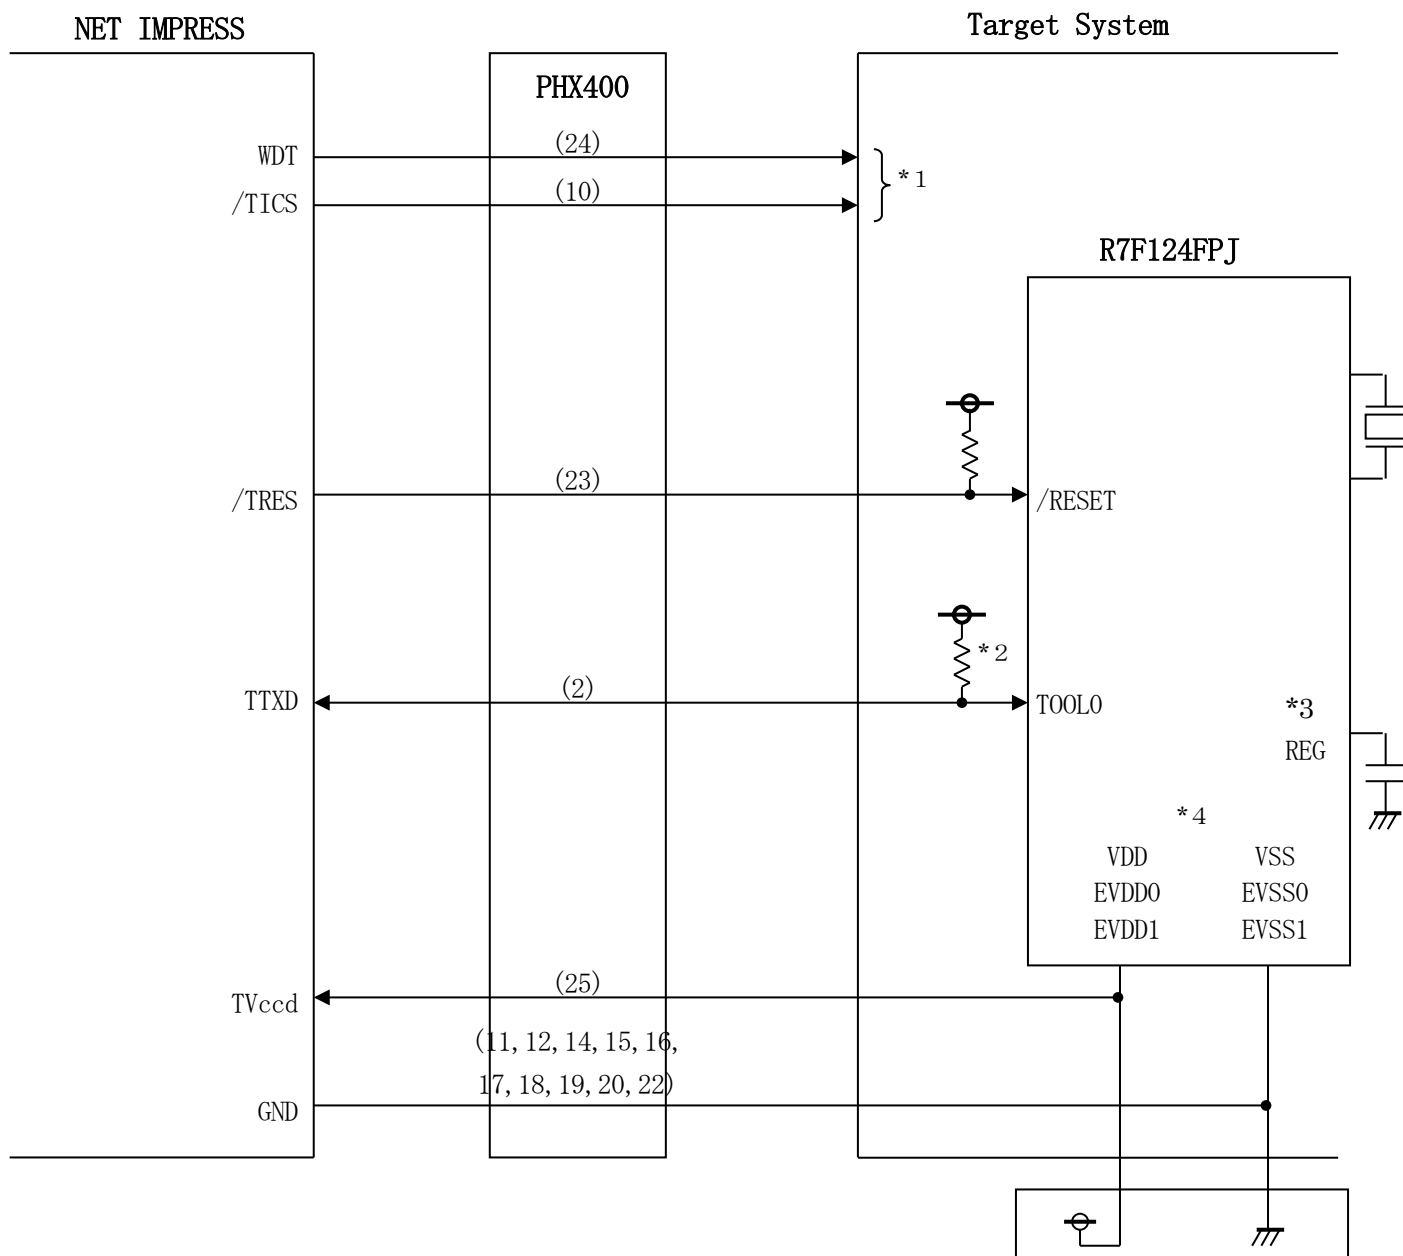 NET IMPRESS
Target System
PHX400
WDT
(24)
*1
/TICS
(10)
R7F124FPJ
/TRES
(23)
/RESET
*2
TTXD
(2)
TOOL0
*3
REG
*4
VDD
VSS
EVDD0
EVSS0
EVDD1
EVSS1
TVccd
(25)
(11,12,14,15,16,
17,18,19,20,22)
GND